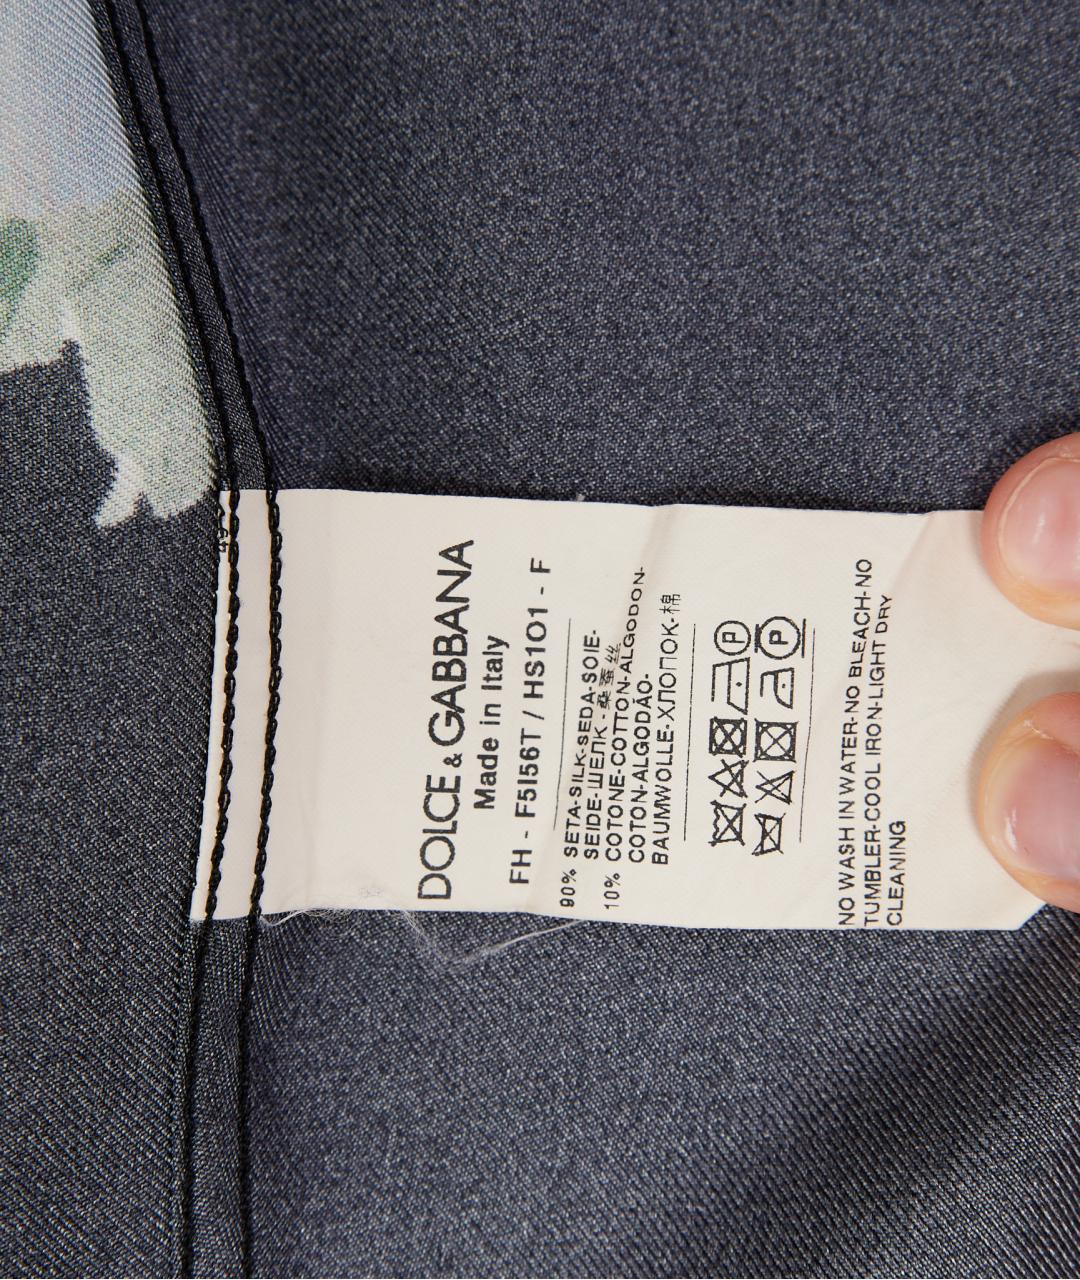 DOLCE & GABBANA
Made in Italy
FH - F5I56T / HS1O1 - F
90% SETA-SILK-SEDA-SOIE-
SEIDE-ШЕЛК-桑蚕丝
10% COTONE-COTTON-ALGODON-
COTON-ALGODÃO-
BAUMWOLLE-ХЛОПОК-棉
P
P
NO WASH IN WATER-NO BLEACH-NO
TUMBLER-COOL IRON-LIGHT DRY
CLEANING